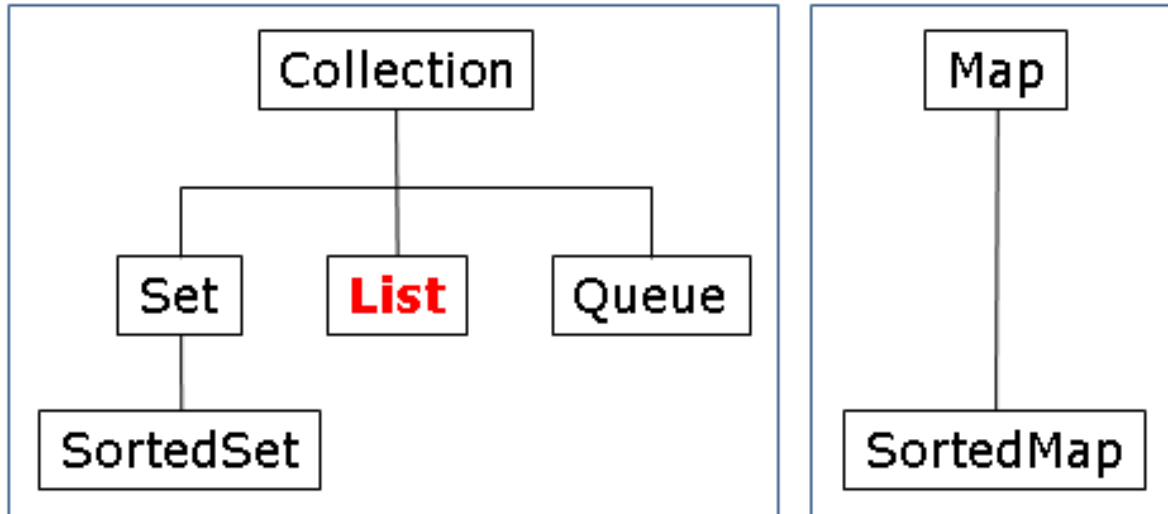 Collection
Map
Set
List
Queue
SortedSet
SortedMap